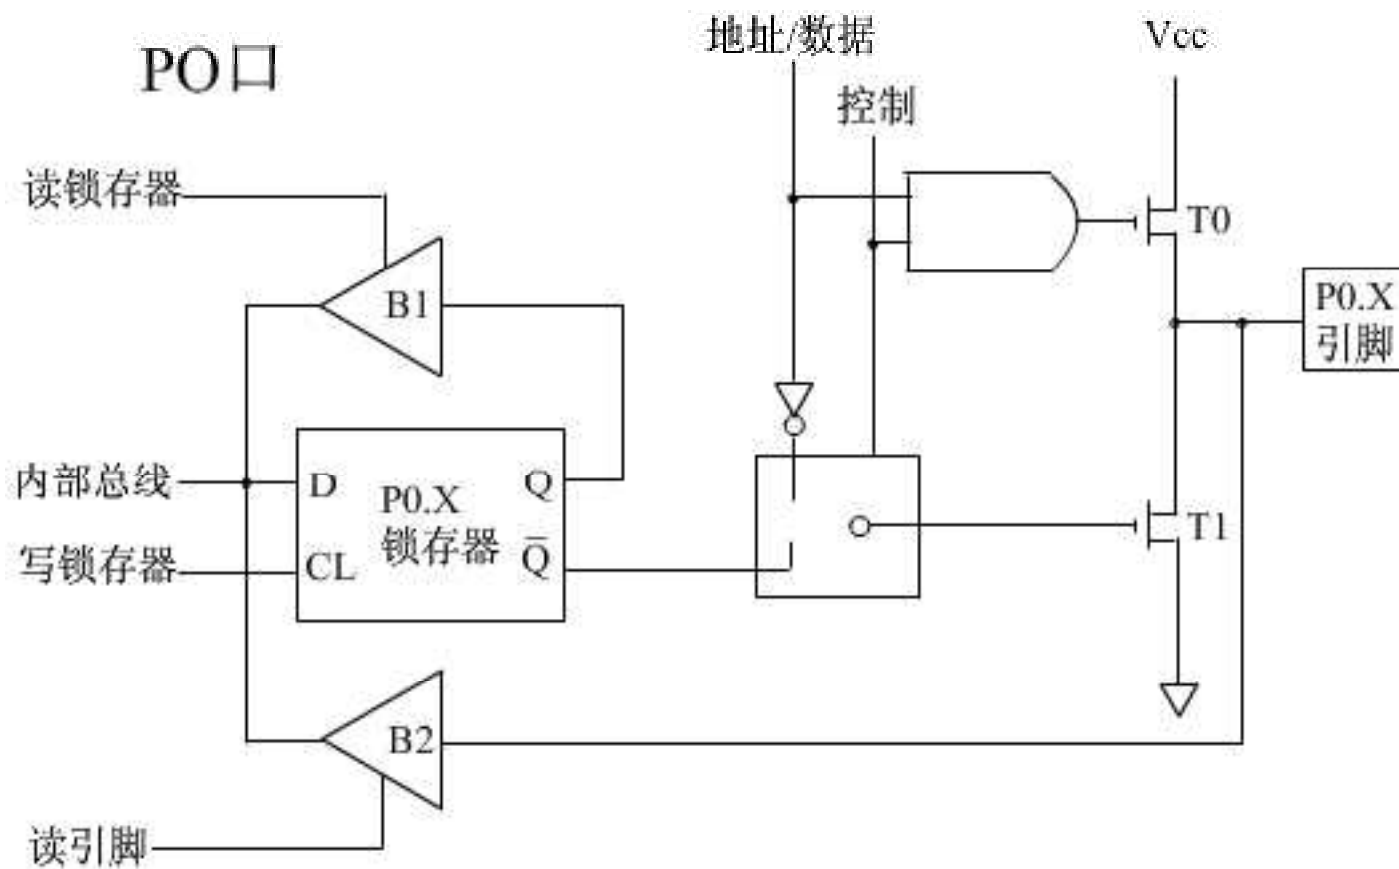 地址/数据
Vcc
PO口
控制
读锁存器
T0
B1
P0.X
引脚
内部总线
D
Q
P0.X
锁存器
T1
写锁存器
CL
Q̅
B2
读引脚